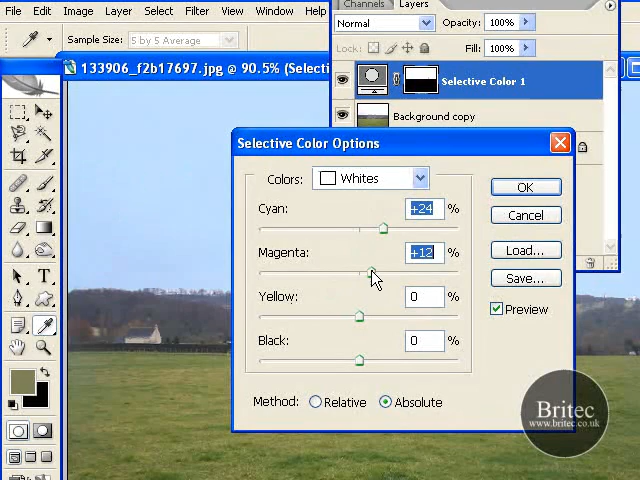 File Edit Image Layer Select Filter View Window Help
Channels Layers
Sample Size: 5 by 5 Average
Normal Opacity: 100%
Lock: Fill: 100%
133906_f2b17697.jpg @ 90.5% (Selecti
Selective Color 1
Background copy
Selective Color Options
Colors: Whites
OK
Cyan: +24 %
Cancel
Magenta: +12 %
Load...
Save...
Yellow: 0 %
Preview
Black: 0 %
Method: Relative Absolute
T
Britec
www.britec.co.uk